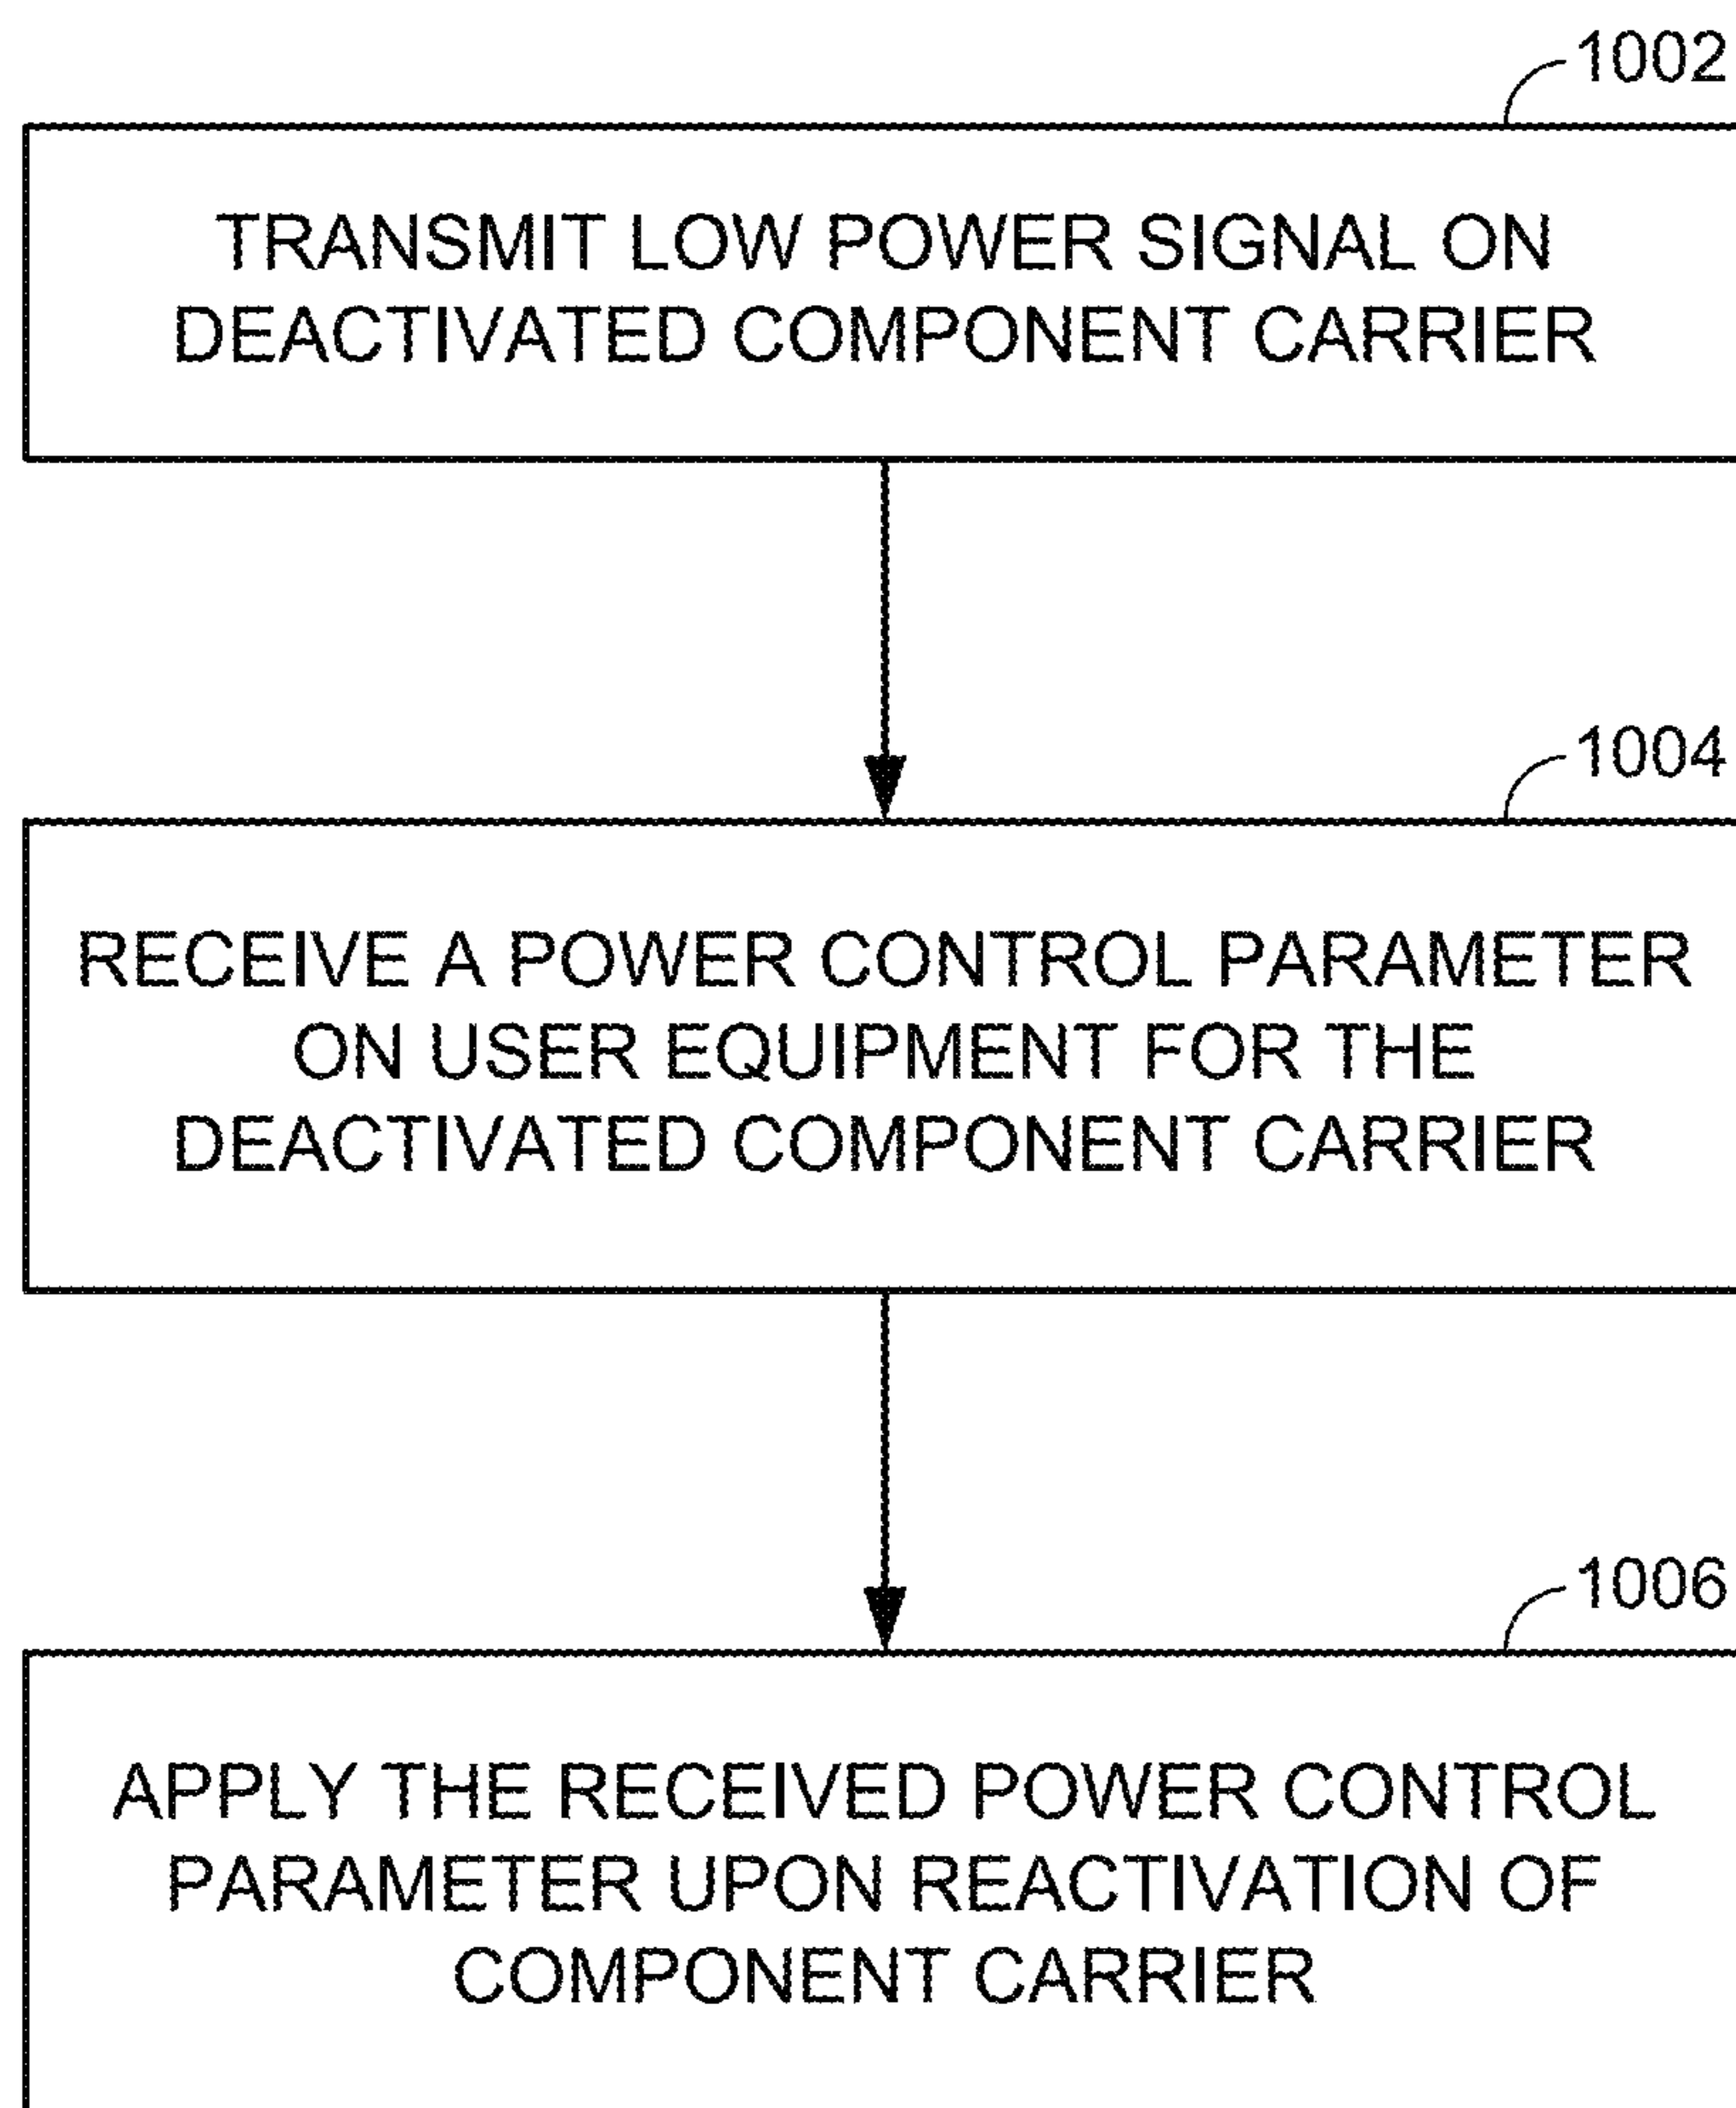 1002
TRANSMIT LOW POWER SIGNAL ON
DEACTIVATED COMPONENT CARRIER
1004
RECEIVE A POWER CONTROL PARAMETER
ON USER EQUIPMENT FOR THE
DEACTIVATED COMPONENT CARRIER
1006
APPLY THE RECEIVED POWER CONTROL
PARAMETER UPON REACTIVATION OF
COMPONENT CARRIER